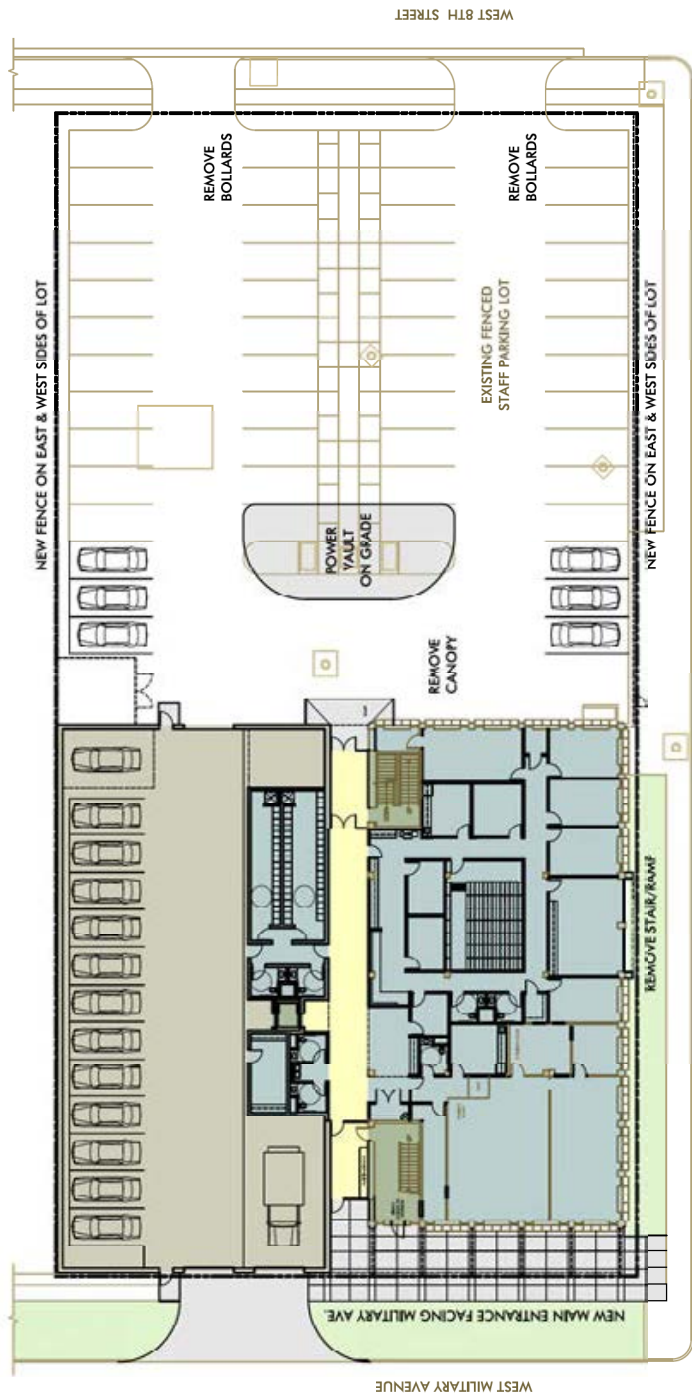 WEST 8TH STREET
REMOVE
BOLLARDS
REMOVE
BOLLARDS
NEW FENCE ON EAST & WEST SIDES OF LOT
EXISTING FENCED
STAFF PARKING LOT
NEW FENCE ON EAST & WEST SIDES OF LOT
POWER
VAULT
ON GRADE
REMOVE
CANOPY
REMOVE STAIR/RAMP
NEW MAIN ENTRANCE FACING MILITARY AVE.
WEST MILITARY AVENUE